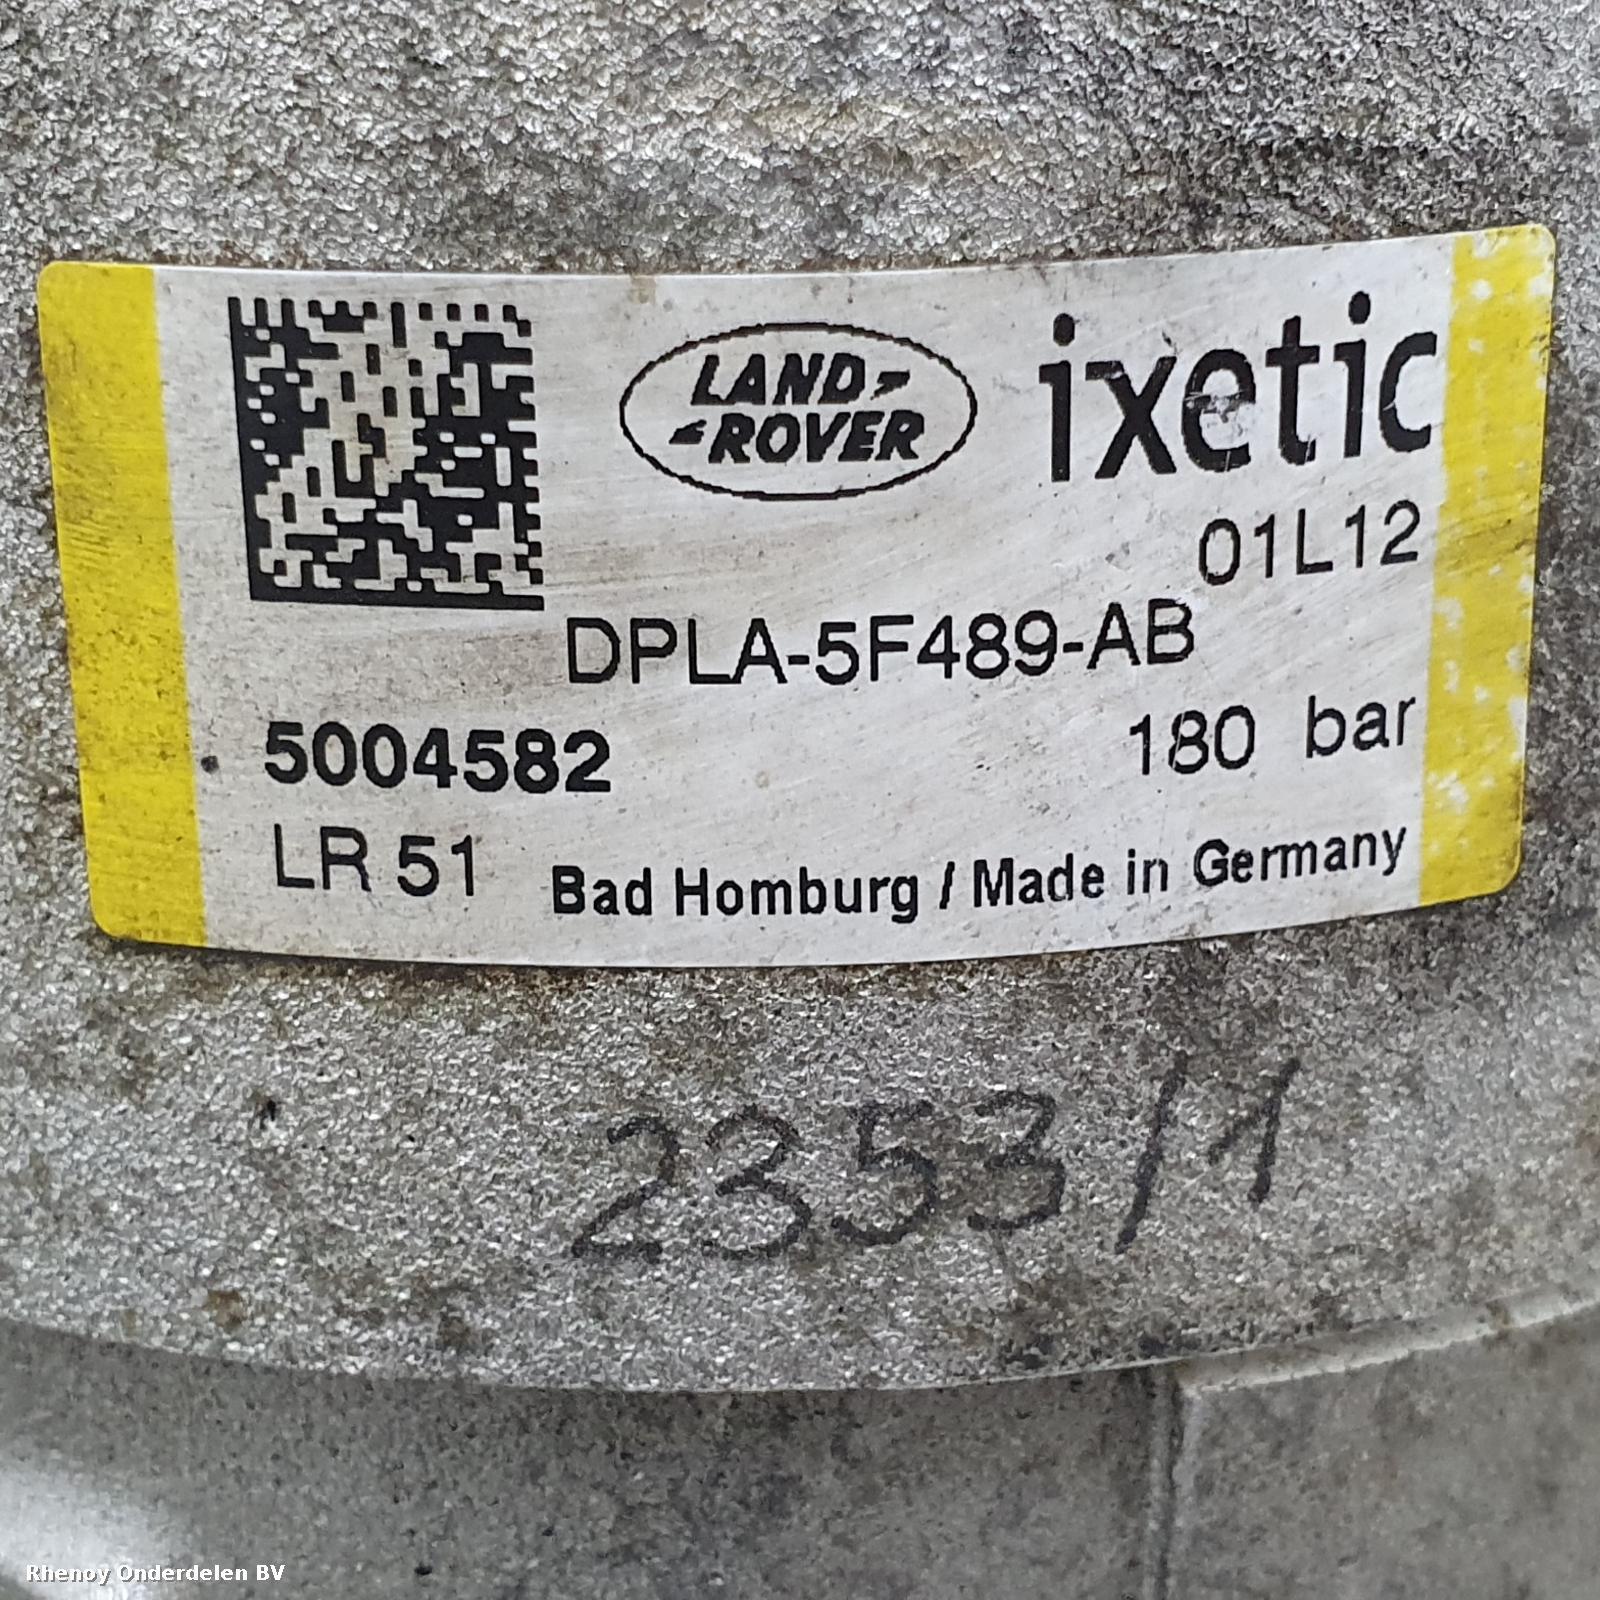 LAND
ROVER
ixetic
01L12
DPLA-5F489-AB
5004582
180 bar
LR 51
Bad Homburg / Made in Germany
2353/1
Rhenoy Onderdelen BV